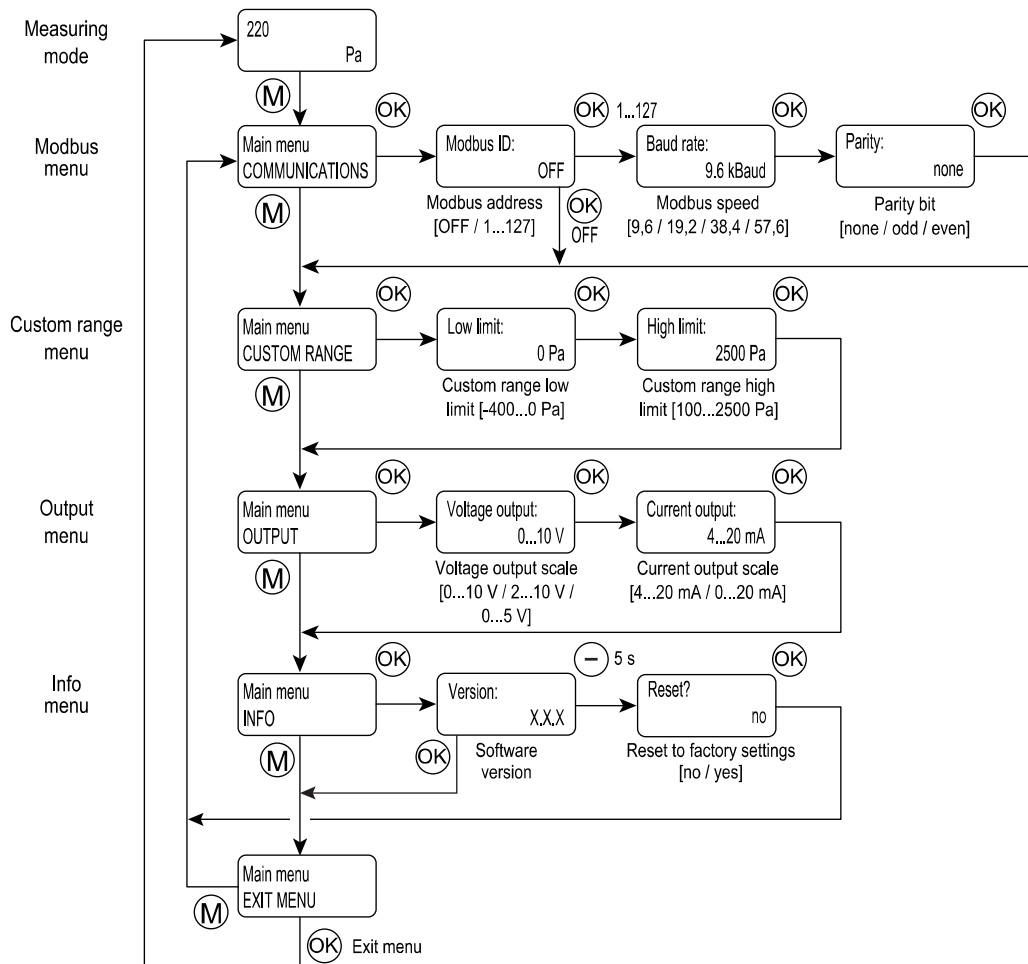 Measuring
mode
220
Pa
M
OK
OK 1...127
OK
OK
Modbus
menu
Main menu
COMMUNICATIONS
Modbus ID:
OFF
Baud rate:
9.6 kBaud
Parity:
none
M
Modbus address
[OFF / 1...127]
OK
OFF
Modbus speed
[9,6 / 19,2 / 38,4 / 57,6]
Parity bit
[none / odd / even]
OK
OK
OK
Custom range
menu
Main menu
CUSTOM RANGE
Low limit:
0 Pa
High limit:
2500 Pa
M
Custom range low
limit [-400...0 Pa]
Custom range high
limit [100...2500 Pa]
OK
OK
OK
Output
menu
Main menu
OUTPUT
Voltage output:
0...10 V
Current output:
4...20 mA
M
Voltage output scale
[0...10 V / 2...10 V /
0...5 V]
Current output scale
[4...20 mA / 0...20 mA]
OK
– 5 s
OK
Info
menu
Main menu
INFO
Version:
X.X.X
Reset?
no
M
OK
Software
version
Reset to factory settings
[no / yes]
Main menu
EXIT MENU
M
OK Exit menu